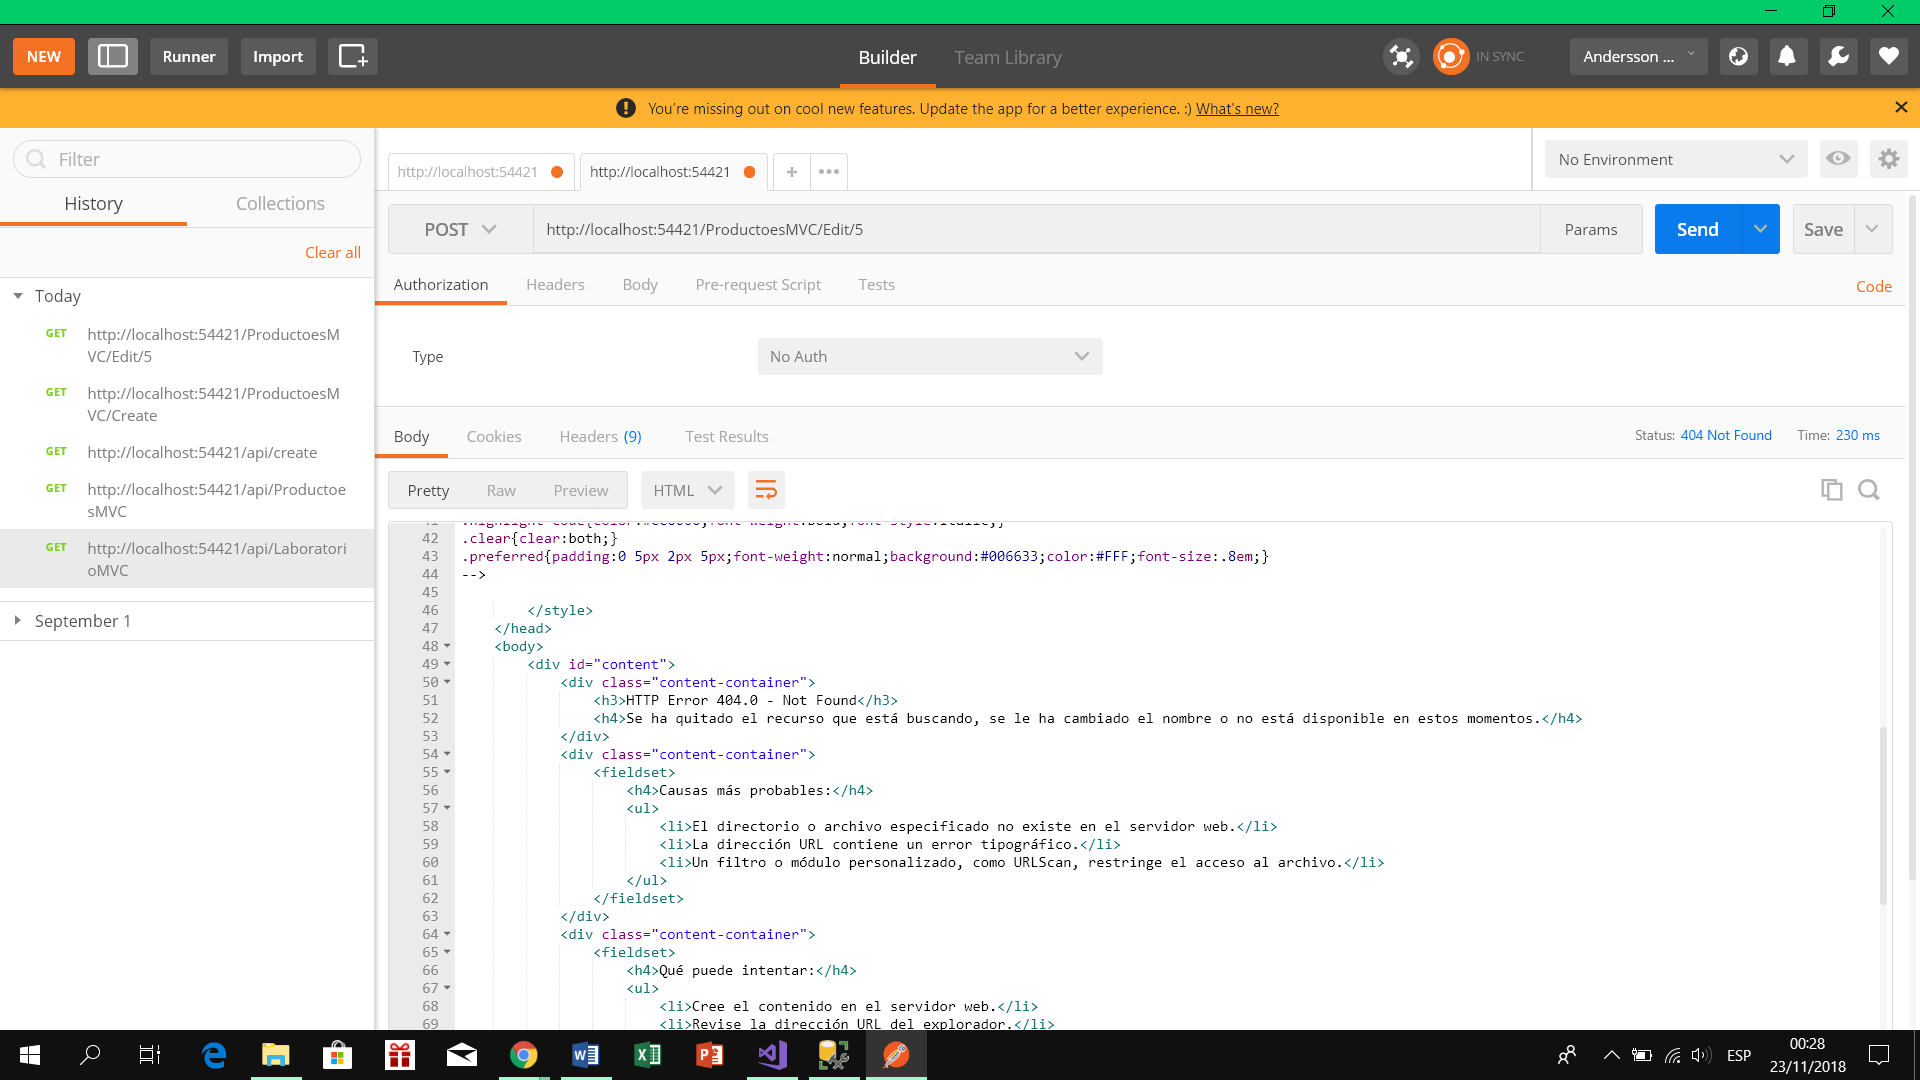 NEW
Runner
Import
Builder
Team Library
IN SYNC
Andersson ...
You're missing out on cool new features. Update the app for a better experience. :) What's new?
Filter
History
Collections
Clear all
Today
GET
http://localhost:54421/ProductoesM
VC/Edit/5
GET
http://localhost:54421/ProductoesM
VC/Create
GET
http://localhost:54421/api/create
GET
http://localhost:54421/api/Productoe
sMVC
GET
http://localhost:54421/api/Laboratori
oMVC
September 1
http://localhost:54421
http://localhost:54421
No Environment
POST
http://localhost:54421/ProductoesMVC/Edit/5
Params
Send
Save
Authorization
Headers
Body
Pre-request Script
Tests
Code
Type
No Auth
Body
Cookies
Headers (9)
Test Results
Status: 404 Not Found
Time: 230 ms
Pretty
Raw
Preview
HTML
42 .clear{clear:both;}
43 .preferred{padding:0 5px 2px 5px;font-weight:normal;background:#006633;color:#FFF;font-size:.8em;}
44 -->
45
46 </style>
47 </head>
48 <body>
49 <div id="content">
50 <div class="content-container">
51 <h3>HTTP Error 404.0 - Not Found</h3>
52 <h4>Se ha quitado el recurso que está buscando, se le ha cambiado el nombre o no está disponible en estos momentos.</h4>
53 </div>
54 <div class="content-container">
55 <fieldset>
56 <h4>Causas más probables:</h4>
57 <ul>
58 <li>El directorio o archivo especificado no existe en el servidor web.</li>
59 <li>La dirección URL contiene un error tipográfico.</li>
60 <li>Un filtro o módulo personalizado, como URLScan, restringe el acceso al archivo.</li>
61 </ul>
62 </fieldset>
63 </div>
64 <div class="content-container">
65 <fieldset>
66 <h4>Qué puede intentar:</h4>
67 <ul>
68 <li>Cree el contenido en el servidor web.</li>
69 <li>Revise la dirección URL del explorador.</li>
ESP
00:28
23/11/2018